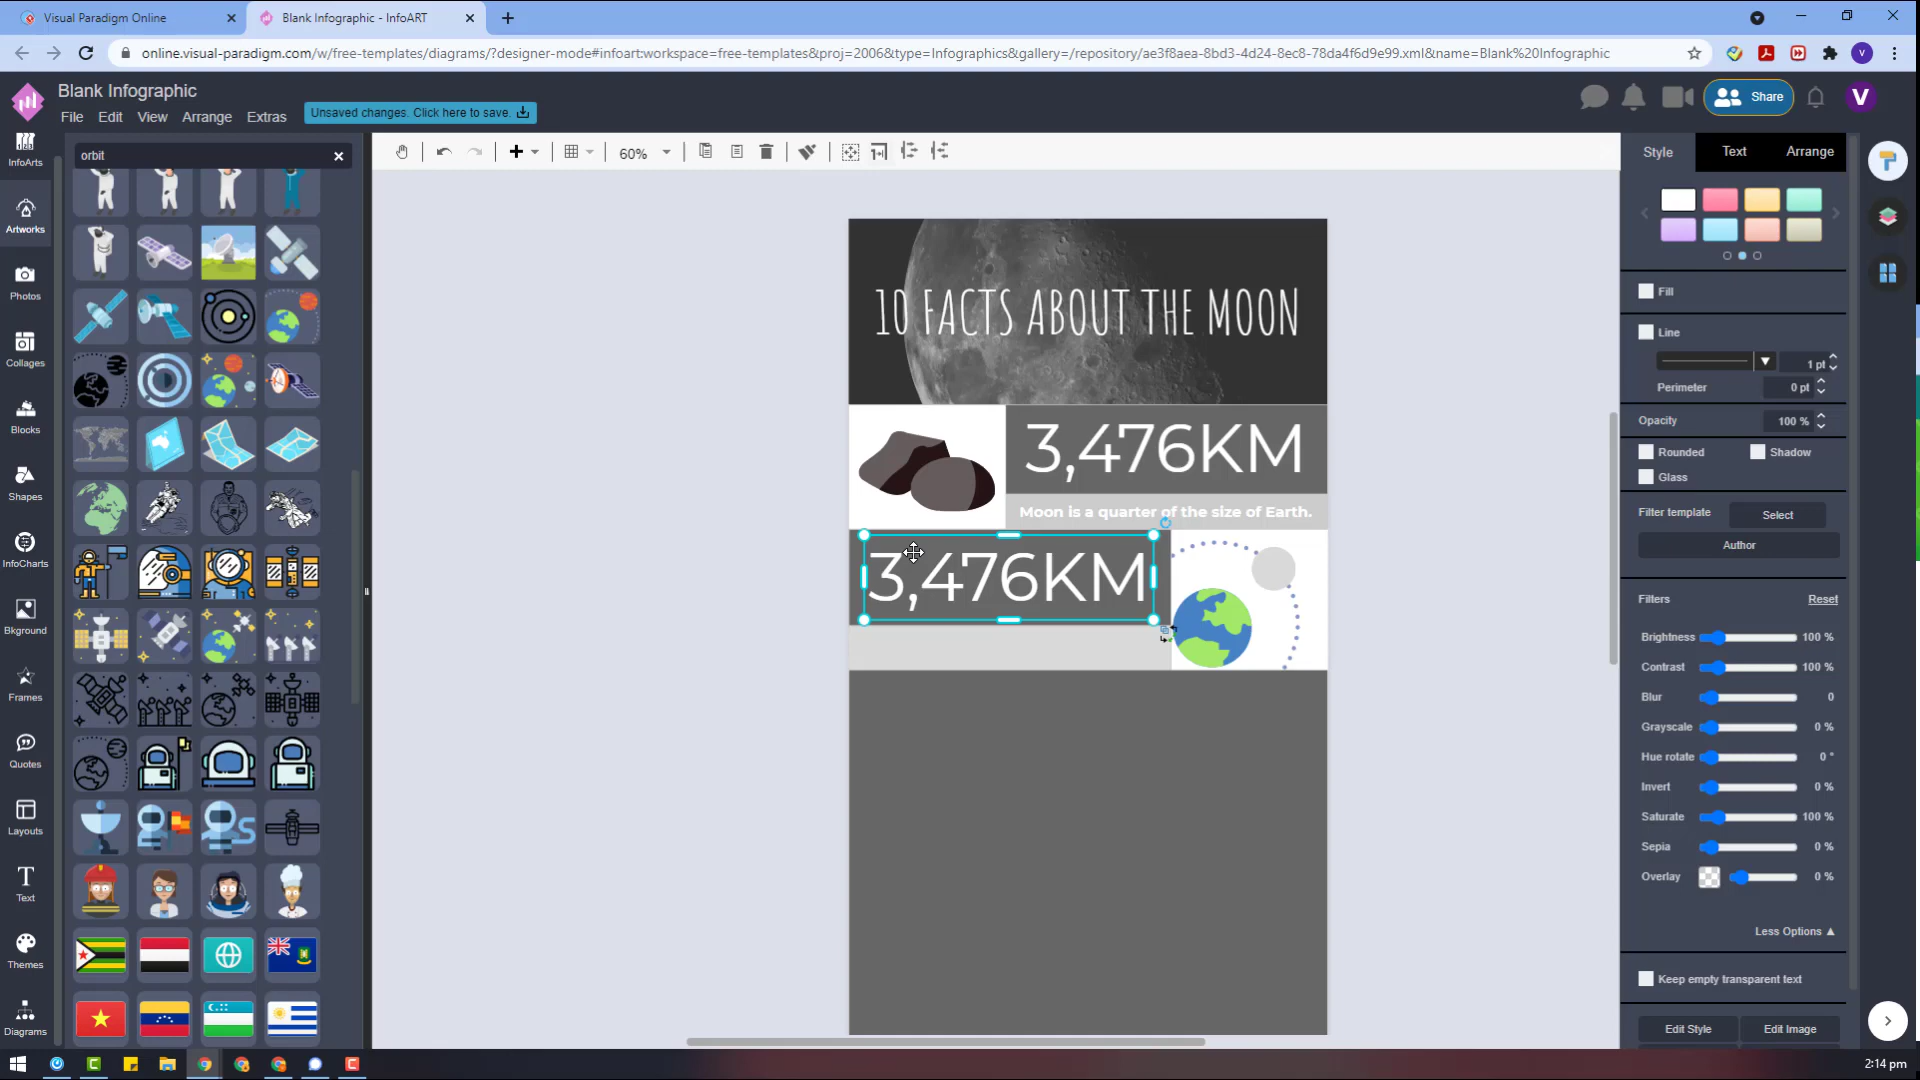 Visual Paradigm Online
Blank Infographic - InfoART
online.visual-paradigm.com/w/free-templates/diagrams/?designer-mode#infoart:workspace=free-templates&proj=2006&type=Infographics&gallery=/repository/ae3f8aea-8bd3-4d24-8ec8-78da4f6d9e99.xml&name=Blank%20Infographic
V
Blank Infographic
File Edit View Arrange Extras
Unsaved changes. Click here to save.
Share
V
InfoArts
Artworks
Photos
Collages
Blocks
Shapes
InfoCharts
Bkground
Frames
Quotes
Layouts
Text
Themes
Diagrams
orbit
60%
10 FACTS ABOUT THE MOON
3,476KM
Moon is a quarter of the size of Earth.
3,476KM
Style Text Arrange
Fill
Line
1 pt
Perimeter 0 pt
Opacity 100 %
Rounded Shadow
Glass
Filter template Select
Author
Filters Reset
Brightness 100 %
Contrast 100 %
Blur 0
Grayscale 0 %
Hue rotate 0 °
Invert 0 %
Saturate 100 %
Sepia 0 %
Overlay 0 %
Less Options ▲
Keep empty transparent text
Edit Style Edit Image
2:14 pm